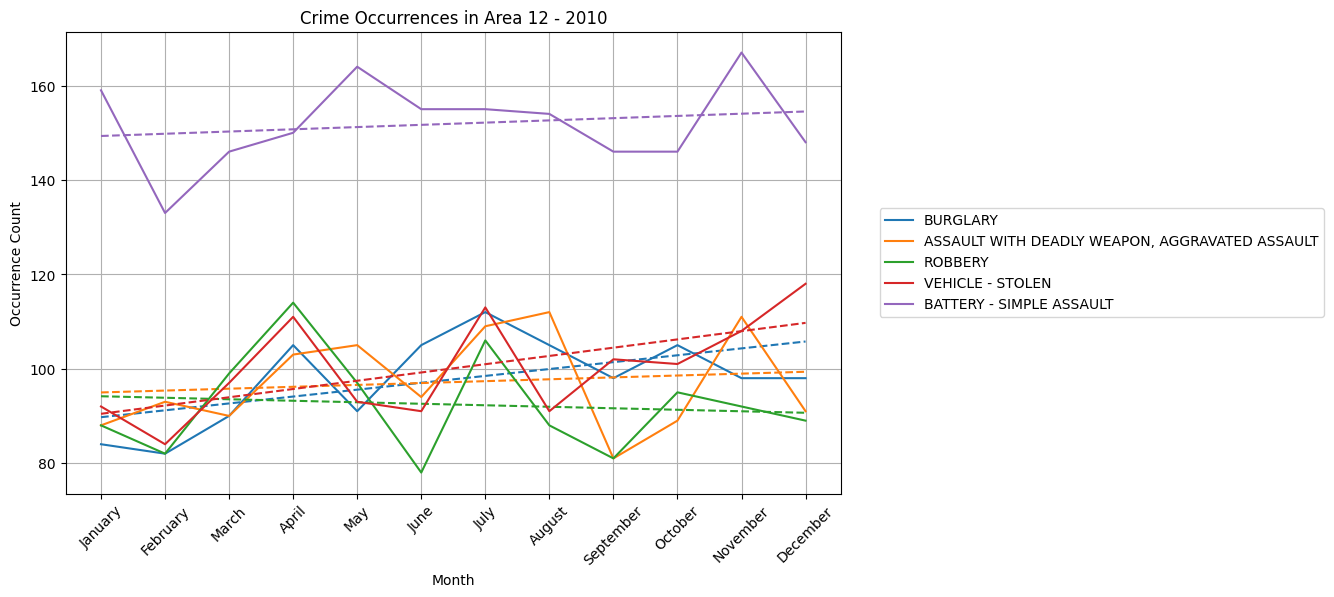 Crime Occurrences in Area 12 - 2010
Occurrence Count
160
140
120
100
80
January
February
March
April
May
June
July
August
September
October
November
December
Month
BURGLARY
ASSAULT WITH DEADLY WEAPON, AGGRAVATED ASSAULT
ROBBERY
VEHICLE - STOLEN
BATTERY - SIMPLE ASSAULT